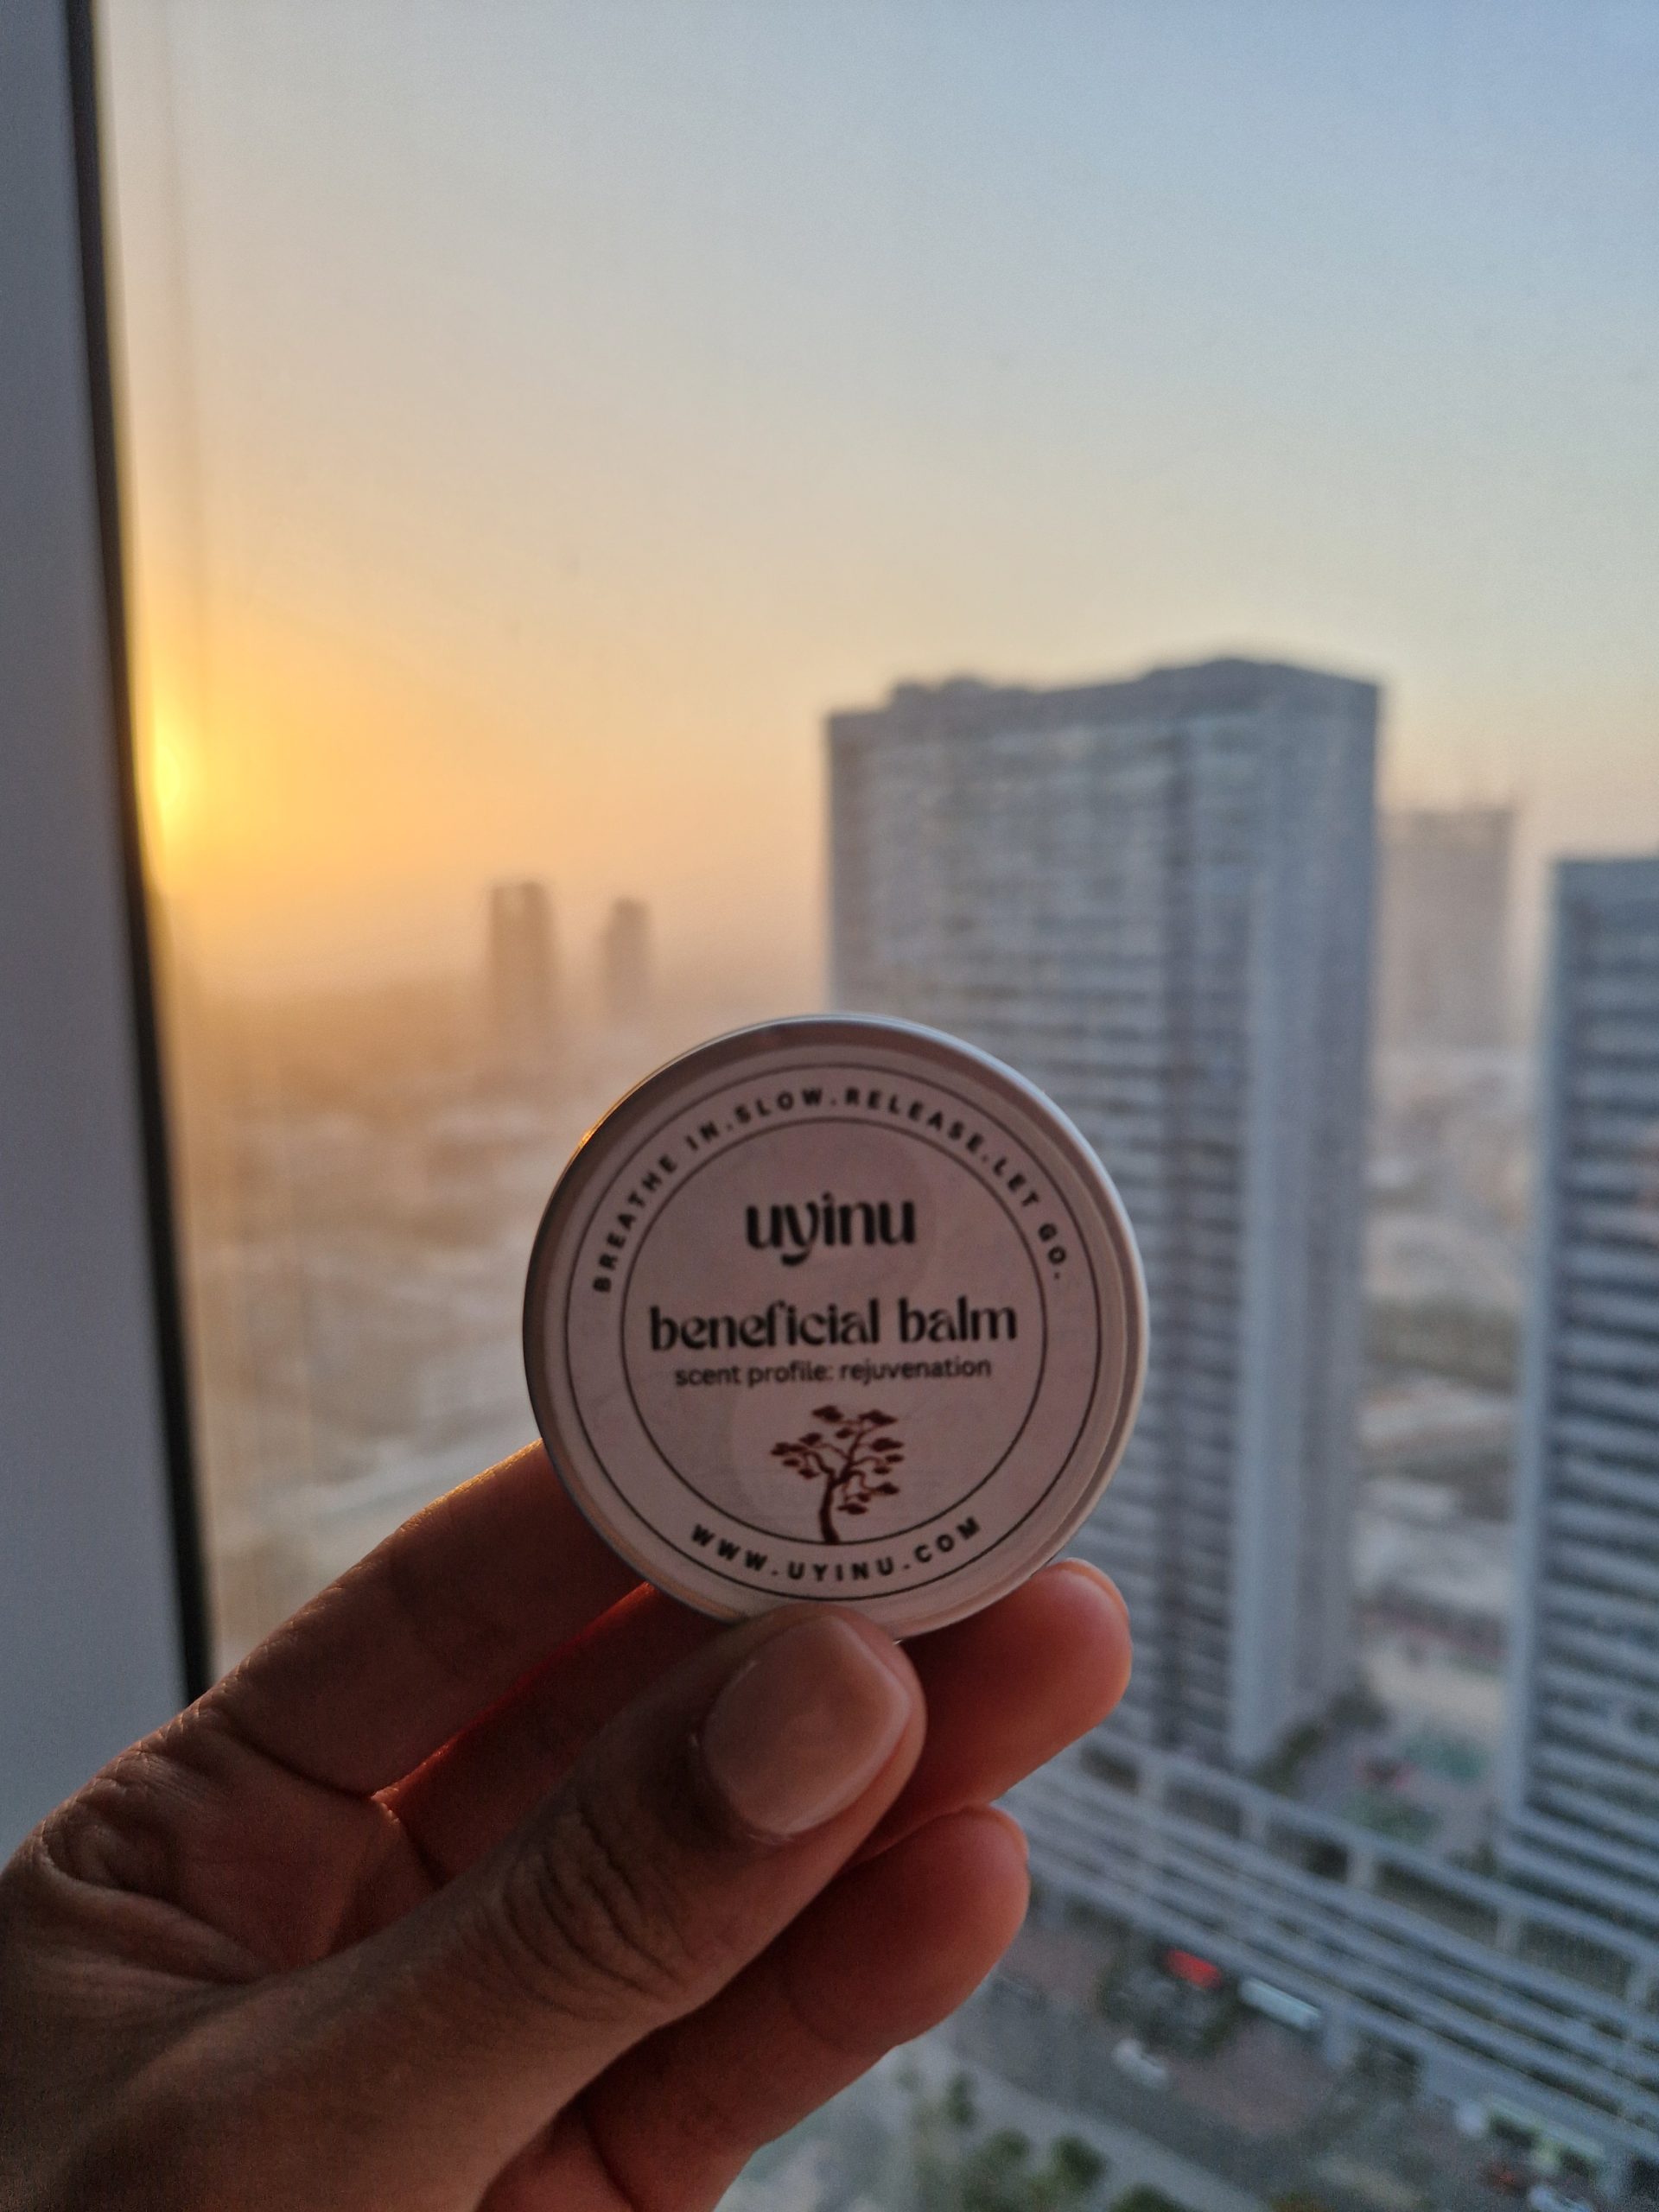 BREATHE IN.SLOW.RELEASE.LET GO.
uyinu
beneficial balm
scent profile: rejuvenation
WWW.UYINU.COM